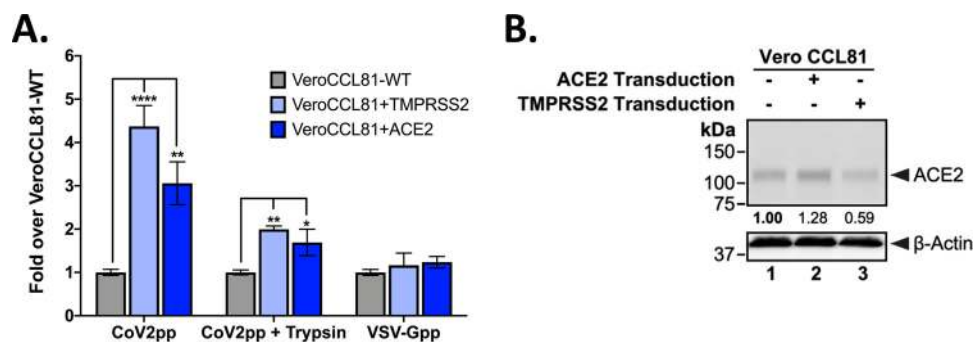 A.
Fold over VeroCCL81-WT
6
5
4
3
2
1
0
VeroCCL81-WT
VeroCCL81+TMPRSS2
VeroCCL81+ACE2
****
**
**
*
CoV2pp
CoV2pp + Trypsin
VSV-Gpp
B.
Vero CCL81
ACE2 Transduction - + -
TMPRSS2 Transduction - - +
kDa
150
100
75
ACE2
1.00 1.28 0.59
37
β-Actin
1 2 3